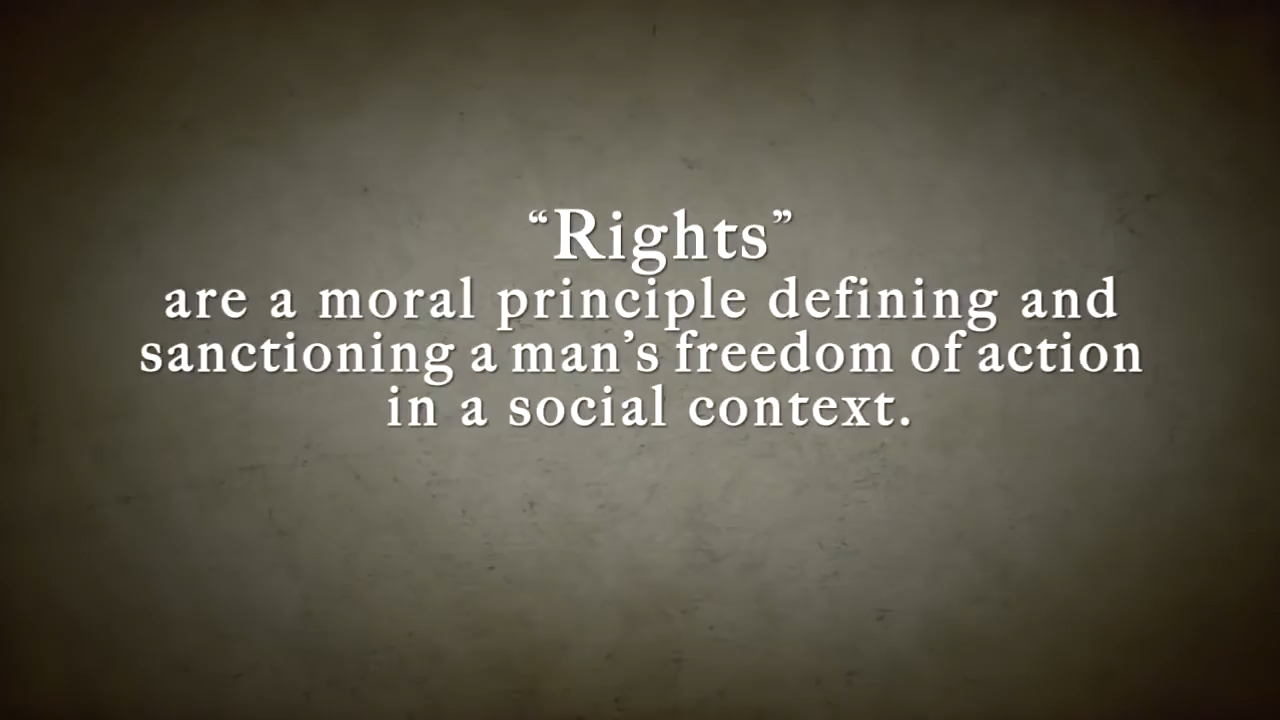 “Rights”
are a moral principle defining and
sanctioning a man’s freedom of action
in a social context.